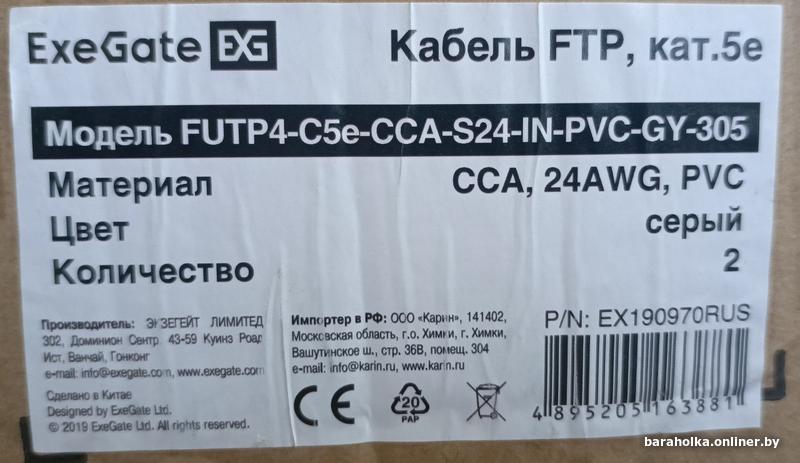 ExeGate EXG
Кабель FTP, кат.5e
Модель FUTP4-C5e-CCA-S24-IN-PVC-GY-305
Материал CCA, 24AWG, PVC
Цвет серый
Количество 2
Производитель: ЭКЗЕГЕЙТ ЛИМИТЕД
302, Доминион Центр 43-59 Куинз Роад
Ист, Ванчай, Гонконг
e-mail: info@exegate.com, www.exegate.com
Сделано в Китае
Designed by ExeGate Ltd.
© 2019 ExeGate Ltd. All rights reserved.
Импортер в РФ: ООО «Карин», 141402,
Московская область, г.о. Химки, г. Химки,
Вашутинское ш., стр. 36В, помещ. 304
e-mail: info@karin.ru, www.karin.ru
CE
20
PAP
P/N: EX190970RUS
4 895205 163881
baraholka.onliner.by